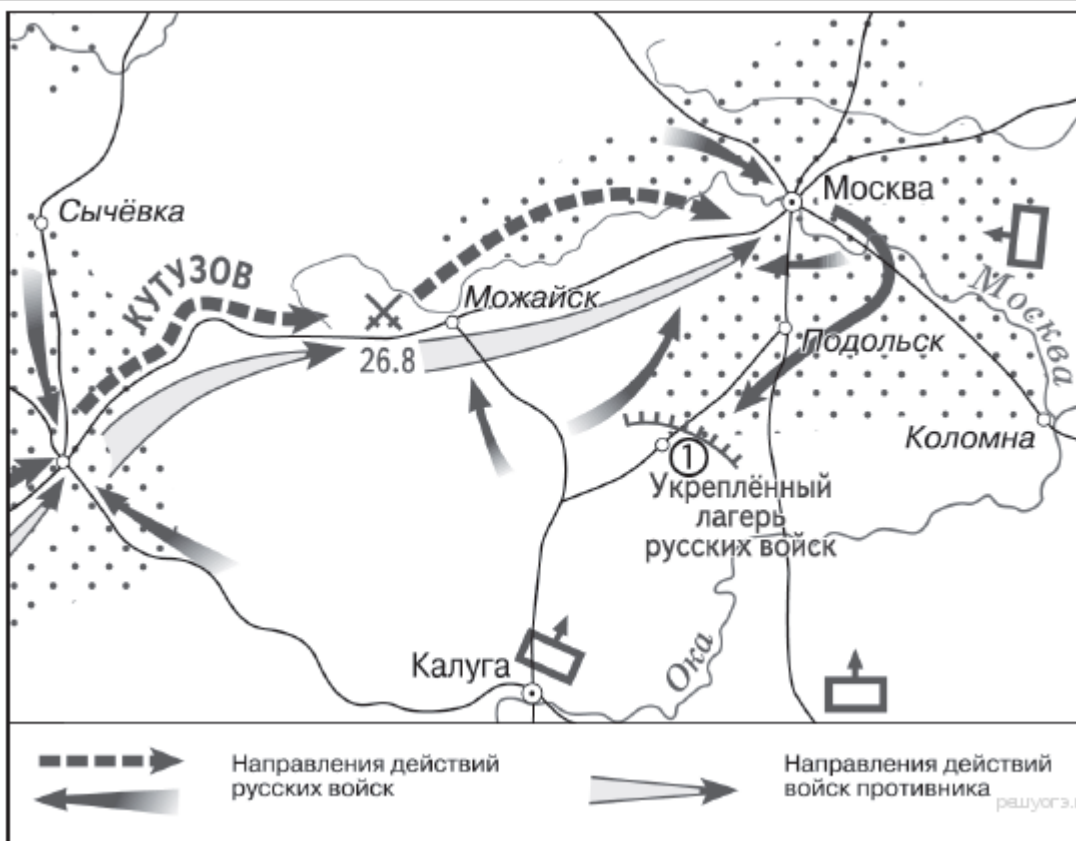 Москва
Сычёвка
КУТУЗОВ
Можайск
Москва
26.8
Подольск
Коломна
1
Укреплённый
лагерь
русских войск
Калуга
Ока
Направления действий
русских войск
Направления действий
войск противника